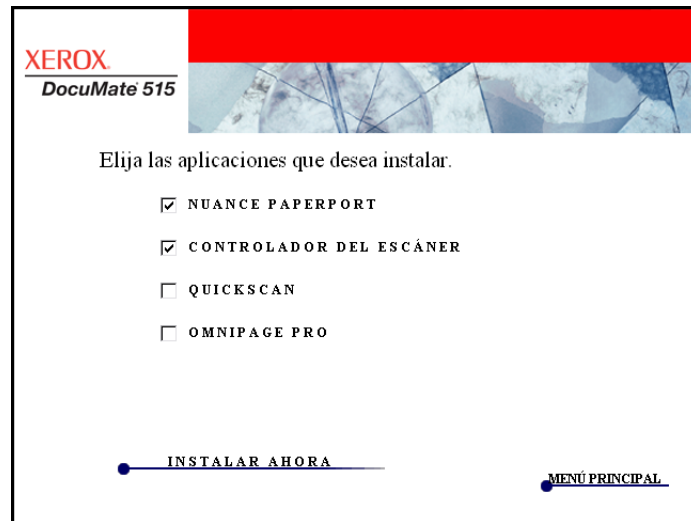 XEROX.
DocuMate 515
Elija las aplicaciones que desea instalar.
NUANCE PAPERPORT
CONTROLADOR DEL ESCÁNER
QUICKSCAN
OMNIPAGE PRO
INSTALAR AHORA
MENÚ PRINCIPAL